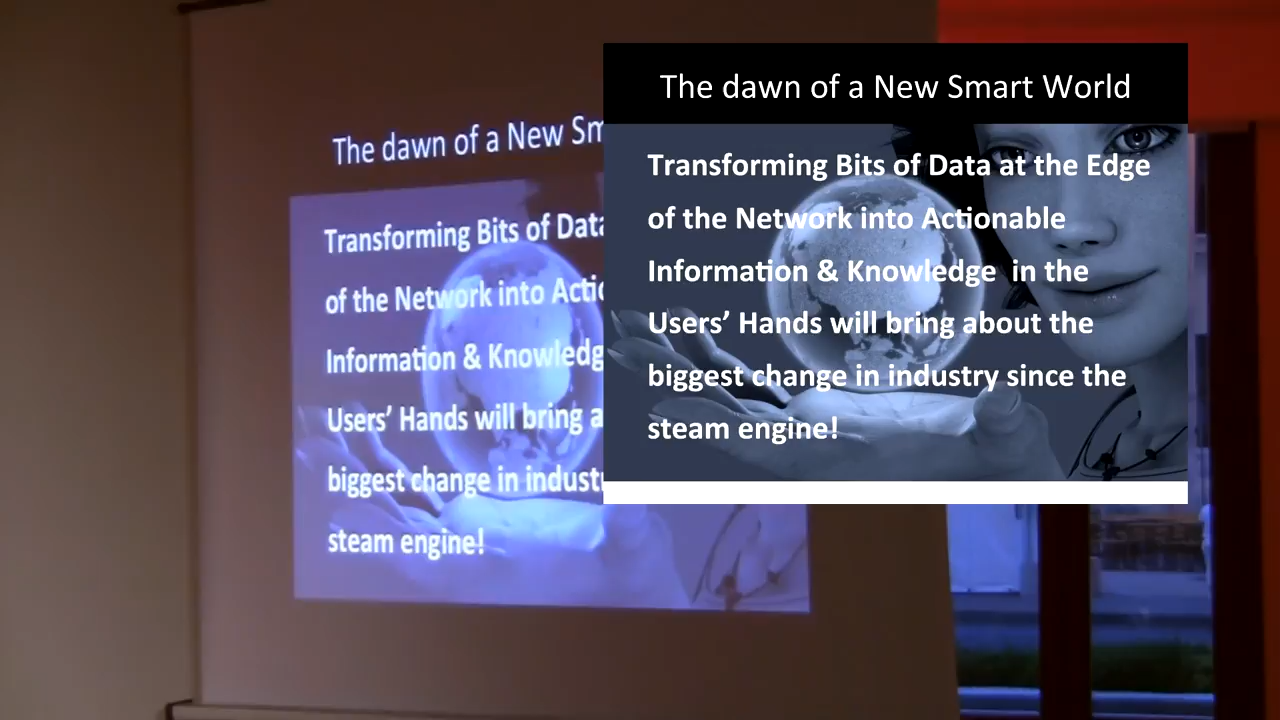 The dawn of a New Sm
Transforming Bits of Data
of the Network into Actio
Information & Knowledg
Users’ Hands will bring a
biggest change in indust
steam engine!
The dawn of a New Smart World
Transforming Bits of Data at the Edge
of the Network into Actionable
Information & Knowledge in the
Users’ Hands will bring about the
biggest change in industry since the
steam engine!